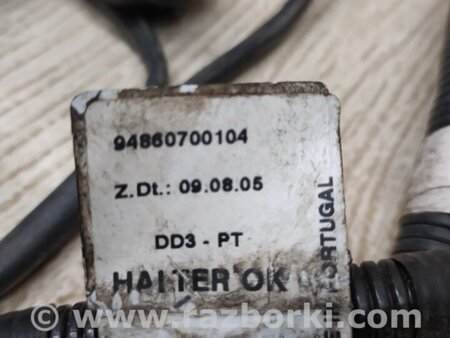 94860700104
Z.Dt.: 09.08.05
DD3 - PT
HALTER OK
PORTUGAL
© www.razborki.com